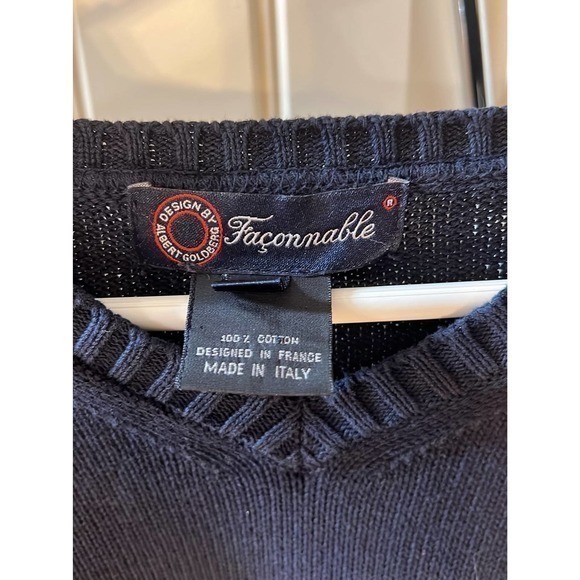 DESIGN BY
ALBERT GOLDBERG
Façonnable ®
100% COTTON
DESIGNED IN FRANCE
MADE IN ITALY